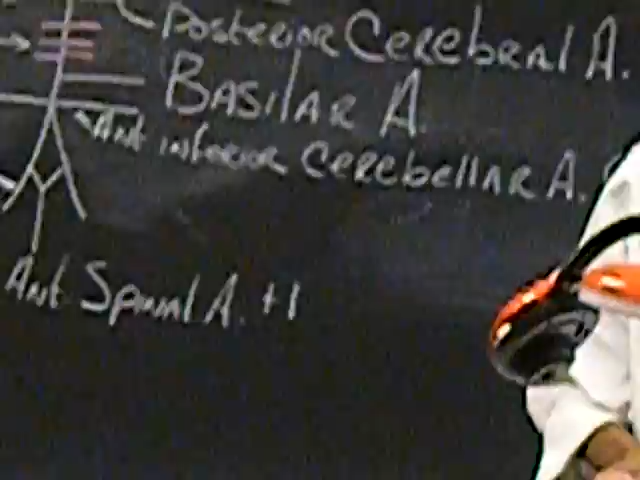 Posterior Cerebral A.
Basilar A.
Ant inferior Cerebellar A.
Ant Spinal A. +1